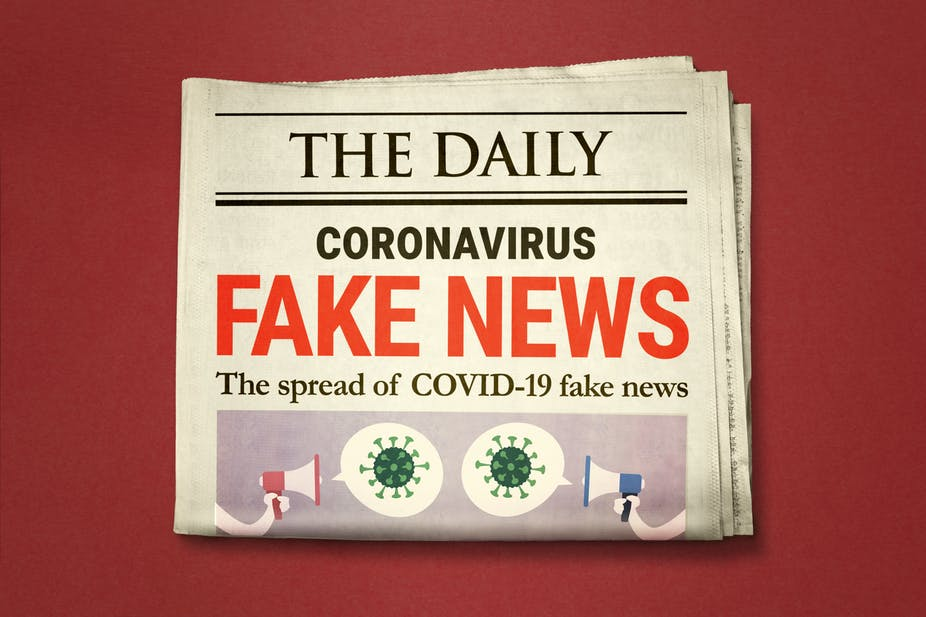 THE DAILY
CORONAVIRUS
FAKE NEWS
The spread of COVID-19 fake news